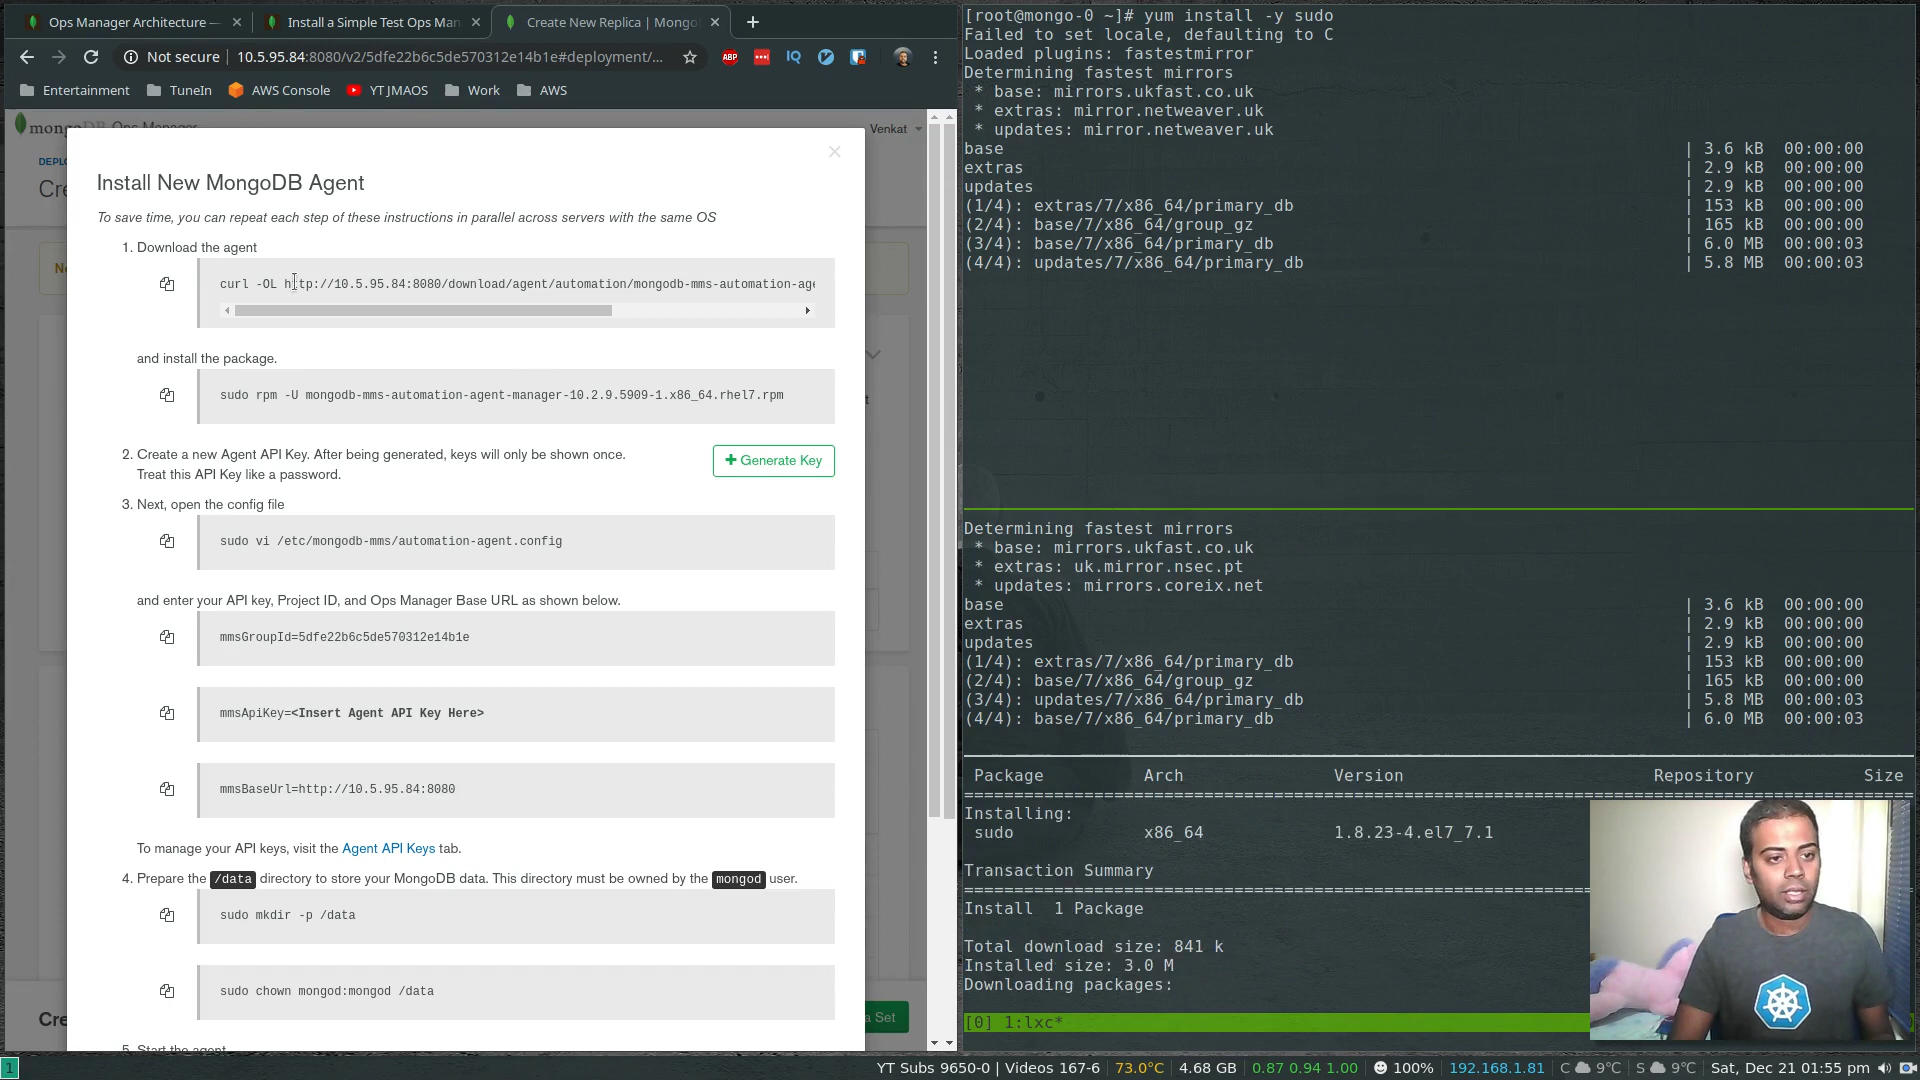 Ops Manager Architecture —
Install a Simple Test Ops Man
Create New Replica | Mongo
Not secure | 10.5.95.84:8080/v2/5dfe22b6c5de570312e14b1e#deployment/...
ABP
IQ
Entertainment
TuneIn
AWS Console
YT JMAOS
Work
AWS
Ops Manager
Venkat
DEPL
Cre
Install New MongoDB Agent
To save time, you can repeat each step of these instructions in parallel across servers with the same OS
1. Download the agent
curl -OL http://10.5.95.84:8080/download/agent/automation/mongodb-mms-automation-age
and install the package.
sudo rpm -U mongodb-mms-automation-agent-manager-10.2.9.5909-1.x86_64.rhel7.rpm
2. Create a new Agent API Key. After being generated, keys will only be shown once.
Treat this API Key like a password.
Generate Key
3. Next, open the config file
sudo vi /etc/mongodb-mms/automation-agent.config
and enter your API key, Project ID, and Ops Manager Base URL as shown below.
mmsGroupId=5dfe22b6c5de570312e14b1e
mmsApiKey=<Insert Agent API Key Here>
mmsBaseUrl=http://10.5.95.84:8080
To manage your API keys, visit the Agent API Keys tab.
4. Prepare the /data directory to store your MongoDB data. This directory must be owned by the mongod user.
sudo mkdir -p /data
sudo chown mongod:mongod /data
Cre
a Set
5. Start the agent
[root@mongo-0 ~]# yum install -y sudo
Failed to set locale, defaulting to C
Loaded plugins: fastestmirror
Determining fastest mirrors
* base: mirrors.ukfast.co.uk
* extras: mirror.netweaver.uk
* updates: mirror.netweaver.uk
base | 3.6 kB 00:00:00
extras | 2.9 kB 00:00:00
updates | 2.9 kB 00:00:00
(1/4): extras/7/x86_64/primary_db | 153 kB 00:00:00
(2/4): base/7/x86_64/group_gz | 165 kB 00:00:00
(3/4): base/7/x86_64/primary_db | 6.0 MB 00:00:03
(4/4): updates/7/x86_64/primary_db | 5.8 MB 00:00:03
Determining fastest mirrors
* base: mirrors.ukfast.co.uk
* extras: uk.mirror.nsec.pt
* updates: mirrors.coreix.net
base | 3.6 kB 00:00:00
extras | 2.9 kB 00:00:00
updates | 2.9 kB 00:00:00
(1/4): extras/7/x86_64/primary_db | 153 kB 00:00:00
(2/4): base/7/x86_64/group_gz | 165 kB 00:00:00
(3/4): updates/7/x86_64/primary_db | 5.8 MB 00:00:03
(4/4): base/7/x86_64/primary_db | 6.0 MB 00:00:03
Package Arch Version Repository Size
Installing:
sudo x86_64 1.8.23-4.el7_7.1
Transaction Summary
Install 1 Package
Total download size: 841 k
Installed size: 3.0 M
Downloading packages:
[0] 1:lxc*
1
YT Subs 9650-0 | Videos 167-6 | 73.0°C | 4.68 GB | 0.87 0.94 1.00 | 100% | 192.168.1.81 | C 9°C | S 9°C | Sat, Dec 21 01:55 pm